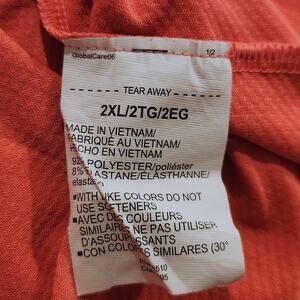 GlobalCare06
1/2
TEAR AWAY
2XL/2TG/2EG
MADE IN VIETNAM/
FABRIQUÉ AU VIETNAM/
HECHO EN VIETNAM
92% POLYESTER/poliéster
8% ELASTANE/ÉLASTHANNE/
elastano
■WITH LIKE COLORS DO NOT
USE SOFTENERS
■AVEC DES COULEURS
SIMILAIRES NE PAS UTILISER
D'ASSOUPLISSANTS
■CON COLORES SIMILARES (30°